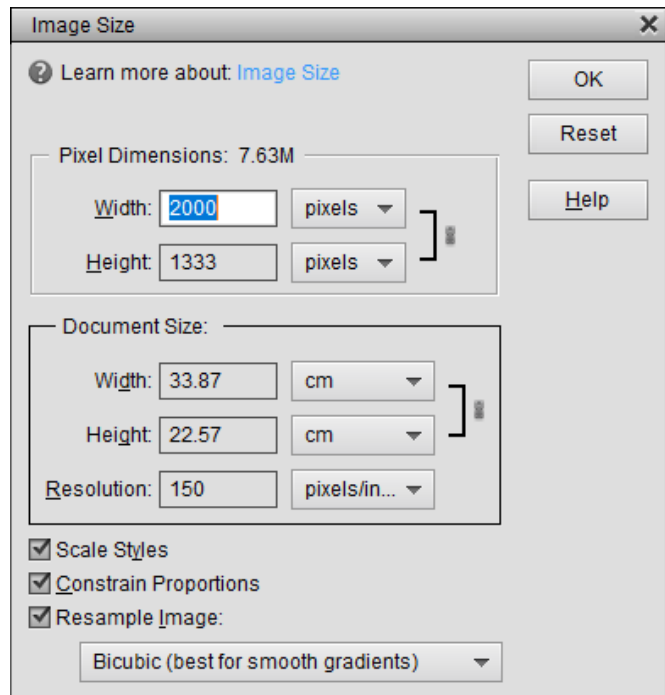 Image Size
Learn more about: Image Size
OK
Reset
Help
Pixel Dimensions: 7.63M
Width: 2000 pixels
Height: 1333 pixels
Document Size:
Width: 33.87 cm
Height: 22.57 cm
Resolution: 150 pixels/in...
Scale Styles
Constrain Proportions
Resample Image:
Bicubic (best for smooth gradients)